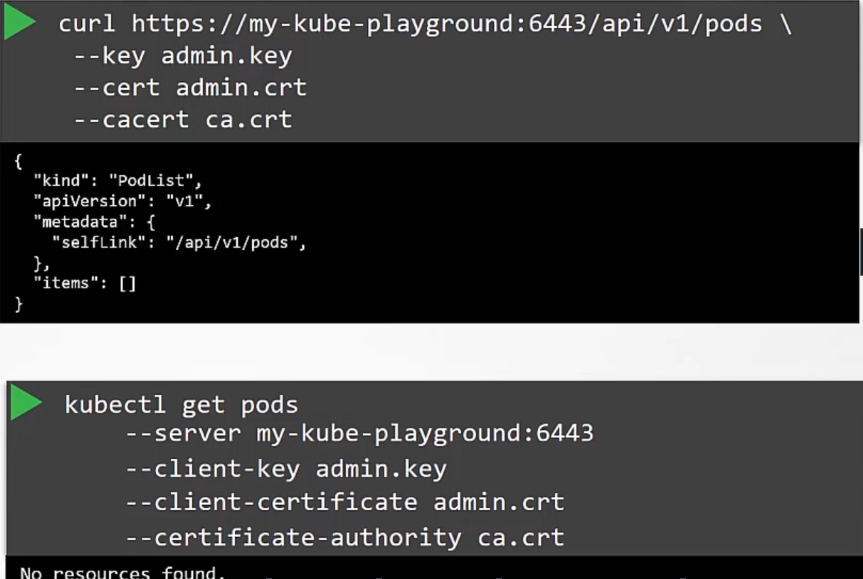 curl https://my-kube-playground:6443/api/v1/pods \
--key admin.key
--cert admin.crt
--cacert ca.crt
{
"kind": "PodList",
"apiVersion": "v1",
"metadata": {
"selfLink": "/api/v1/pods",
},
"items": []
}
kubectl get pods
--server my-kube-playground:6443
--client-key admin.key
--client-certificate admin.crt
--certificate-authority ca.crt
No resources found.